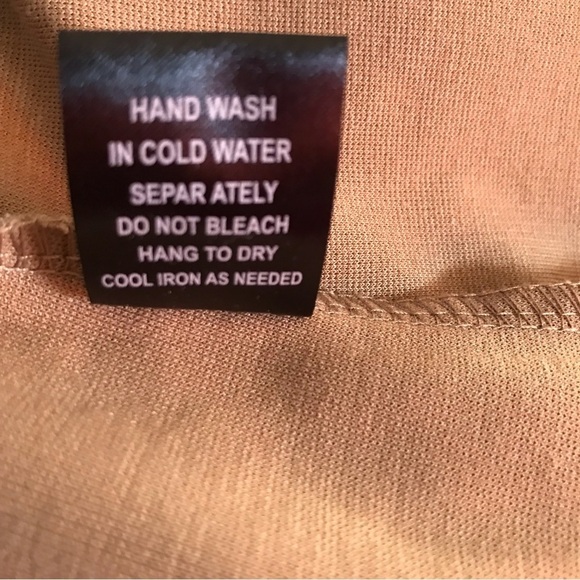 HAND WASH
IN COLD WATER
SEPAR ATELY
DO NOT BLEACH
HANG TO DRY
COOL IRON AS NEEDED